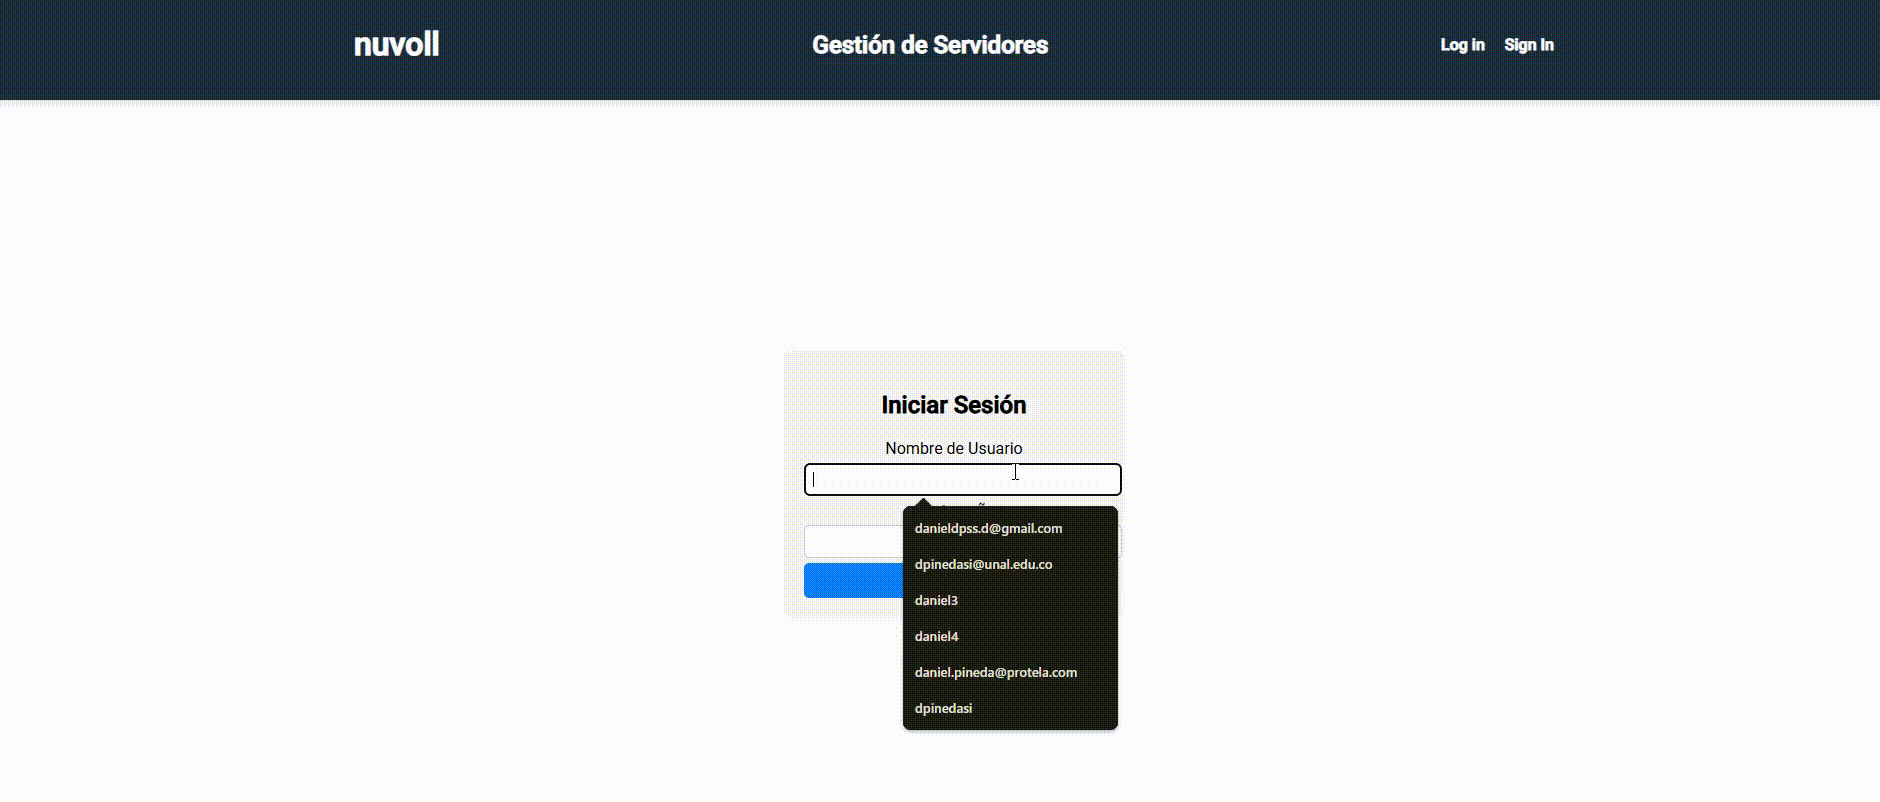 nuvoll
Gestión de Servidores
Log in
Sign In
Iniciar Sesión
Nombre de Usuario
danieldpss.d@gmail.com
dpinedasi@unal.edu.co
daniel3
daniel4
daniel.pineda@protela.com
dpinedasi